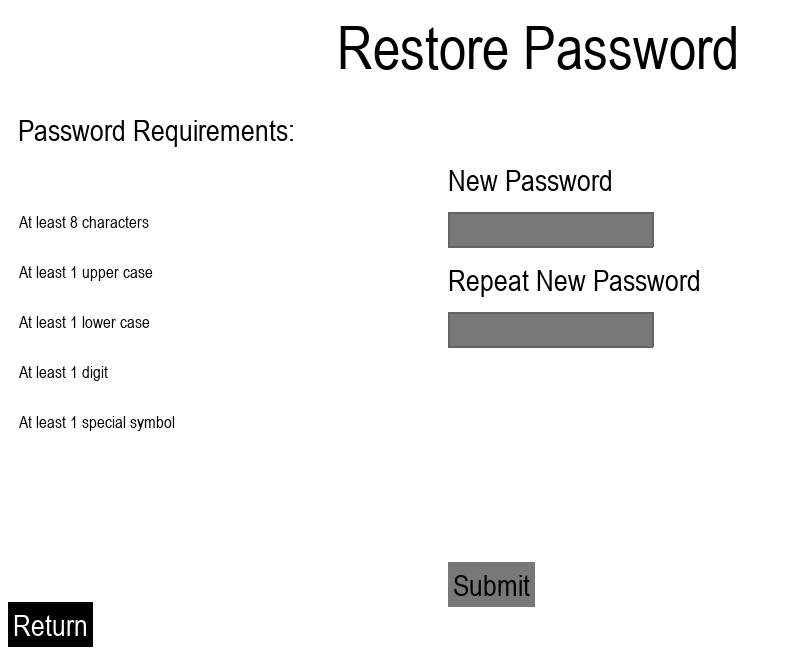 Restore Password
Password Requirements:
At least 8 characters
At least 1 upper case
At least 1 lower case
At least 1 digit
At least 1 special symbol
New Password
Repeat New Password
Submit
Return